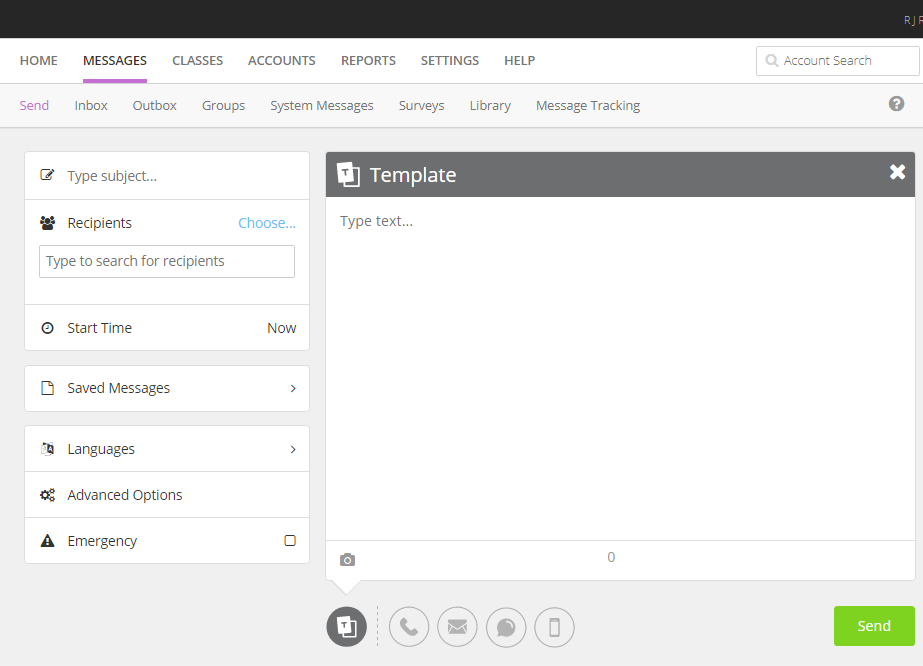 R J R
HOME MESSAGES CLASSES ACCOUNTS REPORTS SETTINGS HELP Account Search
Send Inbox Outbox Groups System Messages Surveys Library Message Tracking
Type subject...
Recipients Choose...
Type to search for recipients
Start Time Now
Saved Messages
Languages
Advanced Options
Emergency
Template
Type text...
0
Send